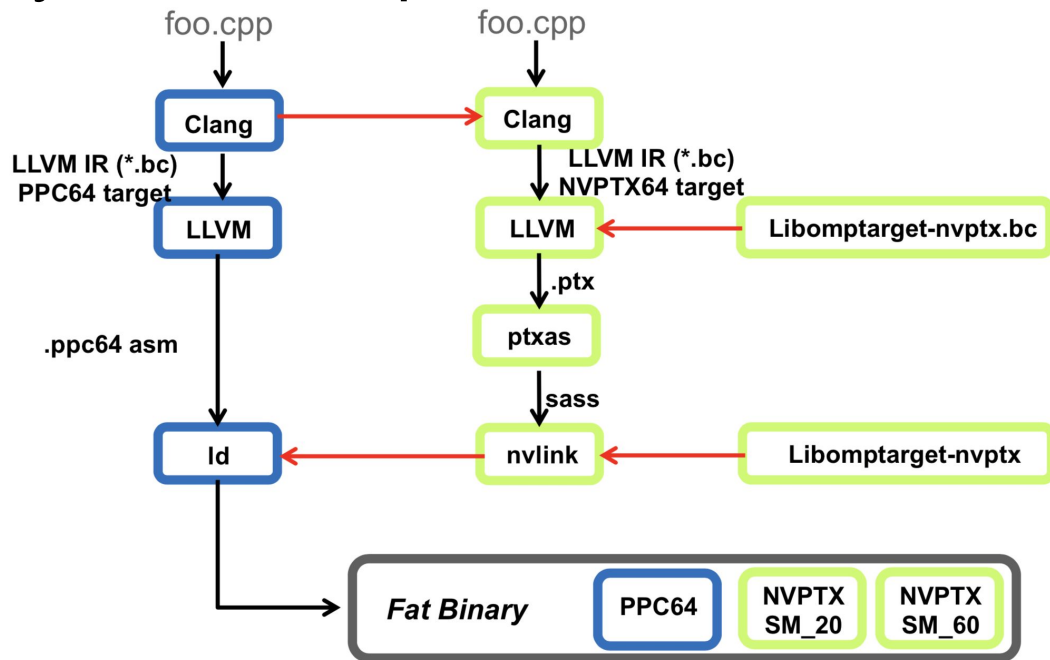 foo.cpp
foo.cpp
Clang
Clang
LLVM IR (*.bc)
PPC64 target
LLVM IR (*.bc)
NVPTX64 target
LLVM
LLVM
Libomptarget-nvptx.bc
.ptx
ptxas
.ppc64 asm
sass
ld
nvlink
Libomptarget-nvptx
Fat Binary
PPC64
NVPTX
SM_20
NVPTX
SM_60